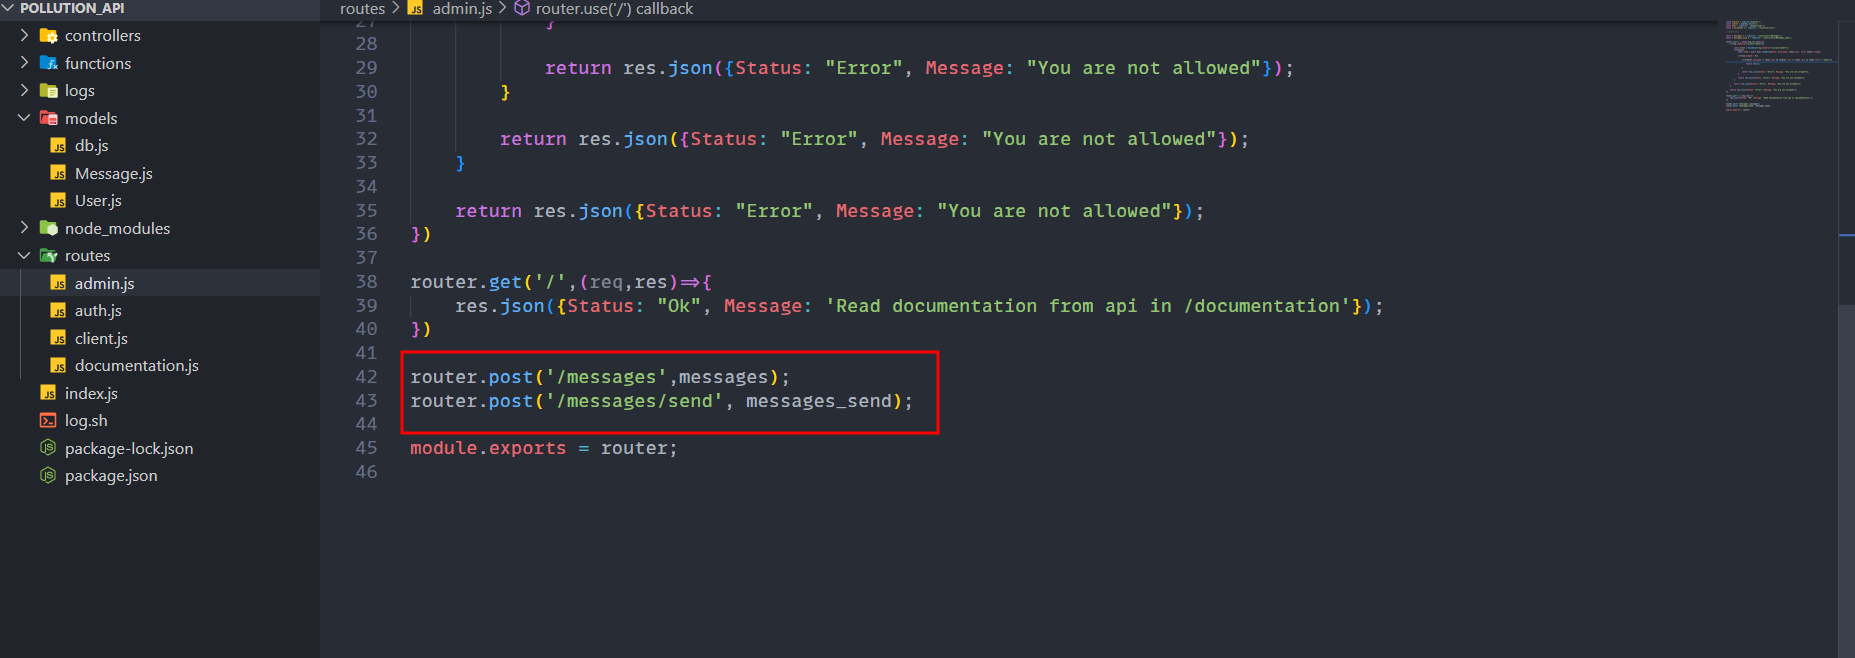 POLLUTION_API
controllers
functions
logs
models
db.js
Message.js
User.js
node_modules
routes
admin.js
auth.js
client.js
documentation.js
index.js
log.sh
package-lock.json
package.json
routes > JS admin.js > router.use('/') callback
27 }
28
29 return res.json({Status: "Error", Message: "You are not allowed"});
30 }
31
32 return res.json({Status: "Error", Message: "You are not allowed"});
33 }
34
35 return res.json({Status: "Error", Message: "You are not allowed"});
36 })
37
38 router.get('/',(req,res)=>{
39 res.json({Status: "Ok", Message: 'Read documentation from api in /documentation'});
40 })
41
42 router.post('/messages',messages);
43 router.post('/messages/send', messages_send);
44
45 module.exports = router;
46